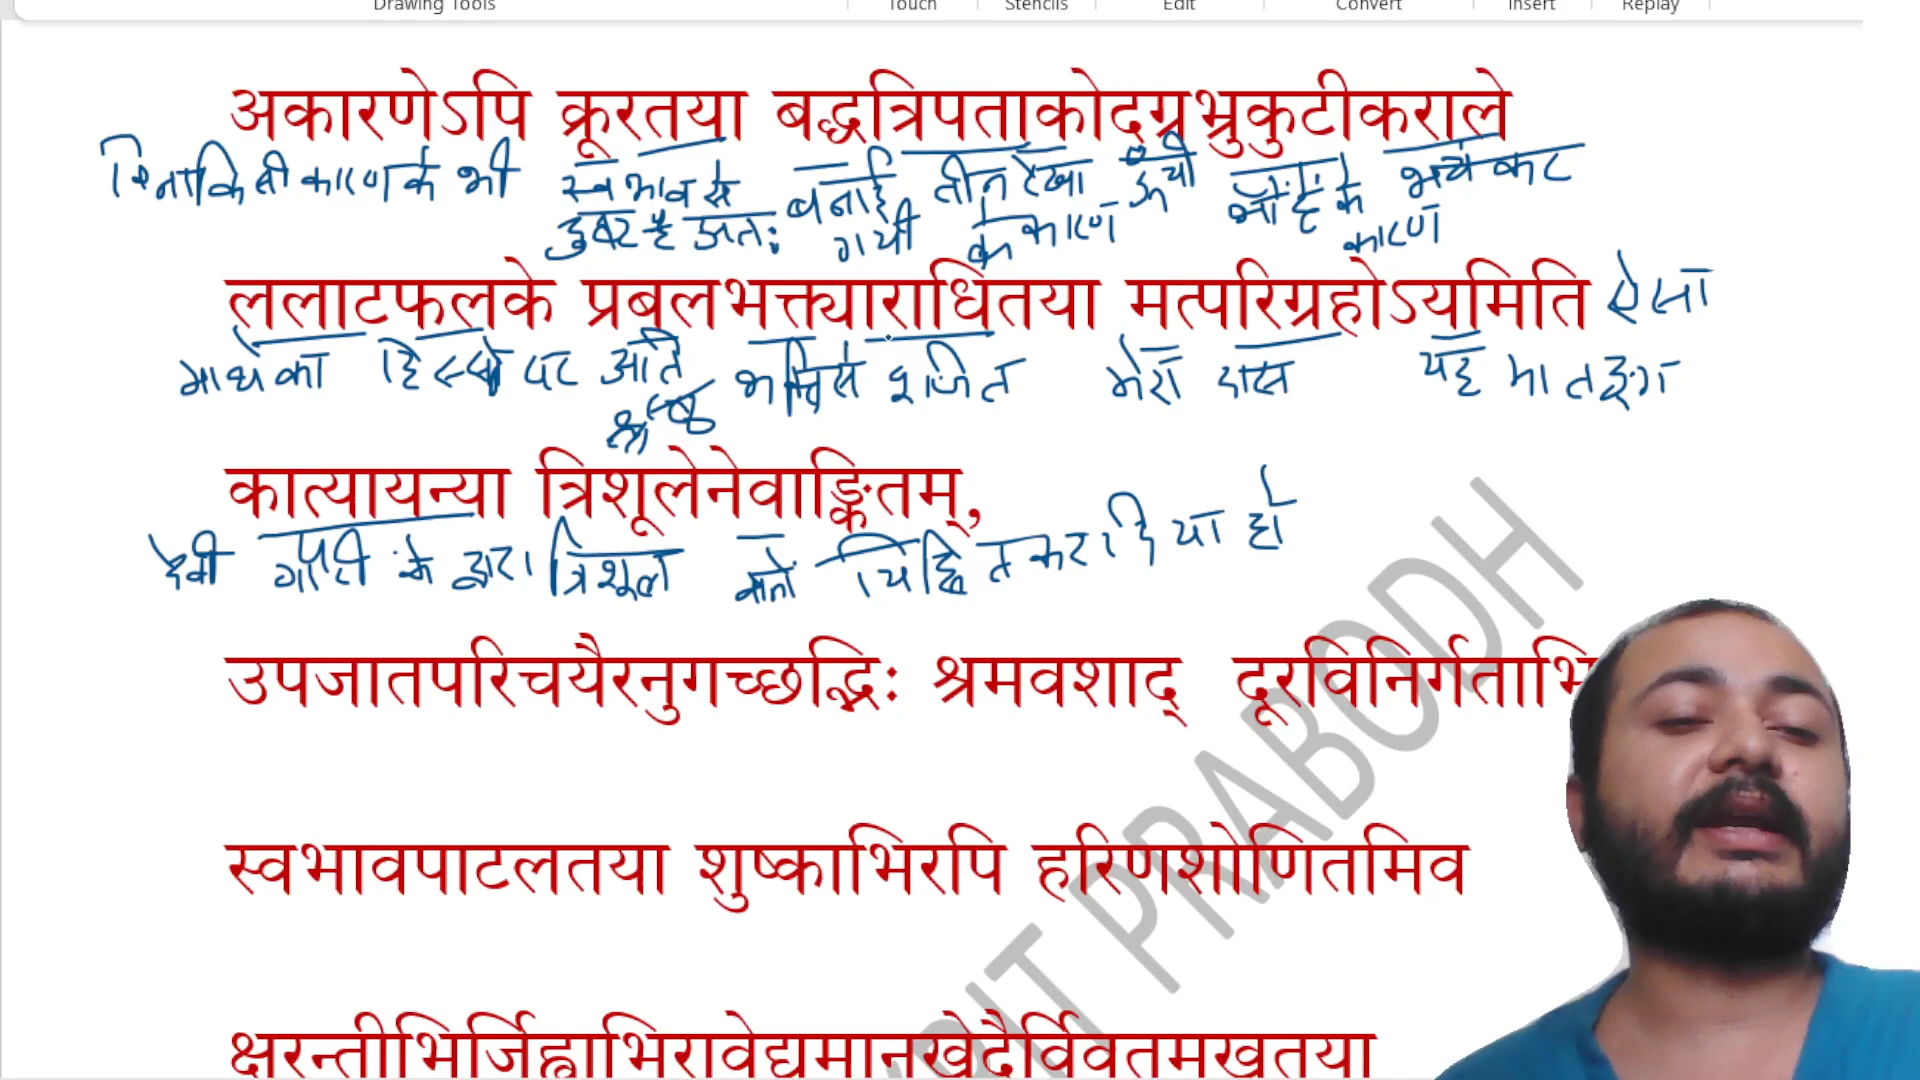 Drawing Tools Touch Stencils Edit Convert Insert Replay
अकारणेऽपि क्रूरतया बद्धत्रिपताकोद्ग्रभ्रुकुटीकराले
बिना किसी कारण के भी स्वभाव से बनाई तीन रेखा ऊंची भौंह के भयंकर
क्रूर है अतः गयी के कारण कारण
ललाटफलके प्रबलभक्त्याराधितया मत्परिग्रहोऽयमिति ऐसा
माथे का हिस्से पर अति भक्ति से पूजित मेरा दास यह मातङ्ग
श्रेष्ठ
कात्यायन्या त्रिशूलेनेवाङ्कितम्,
देवी गौरी के द्वारा त्रिशूल मानो चिह्नित कर दिया हो
उपजातपरिचयैरनुगच्छद्भिः श्रमवशाद् दूरविनिर्गताभि
स्वभावपाटलतया शुष्काभिरपि हरिणशोणितमिव
क्षरन्तीभिर्जिह्वाभिरावेद्यमानखेदैर्विवृतमुखतया
PRABODH